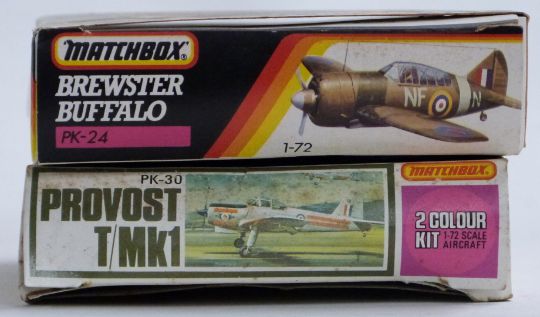 MATCHBOX®
BREWSTER
BUFFALO
PK-24
NF N
1-72
PK-30
PROVOST
T/MK1
MATCHBOX
2 COLOUR
KIT 1-72 SCALE
AIRCRAFT